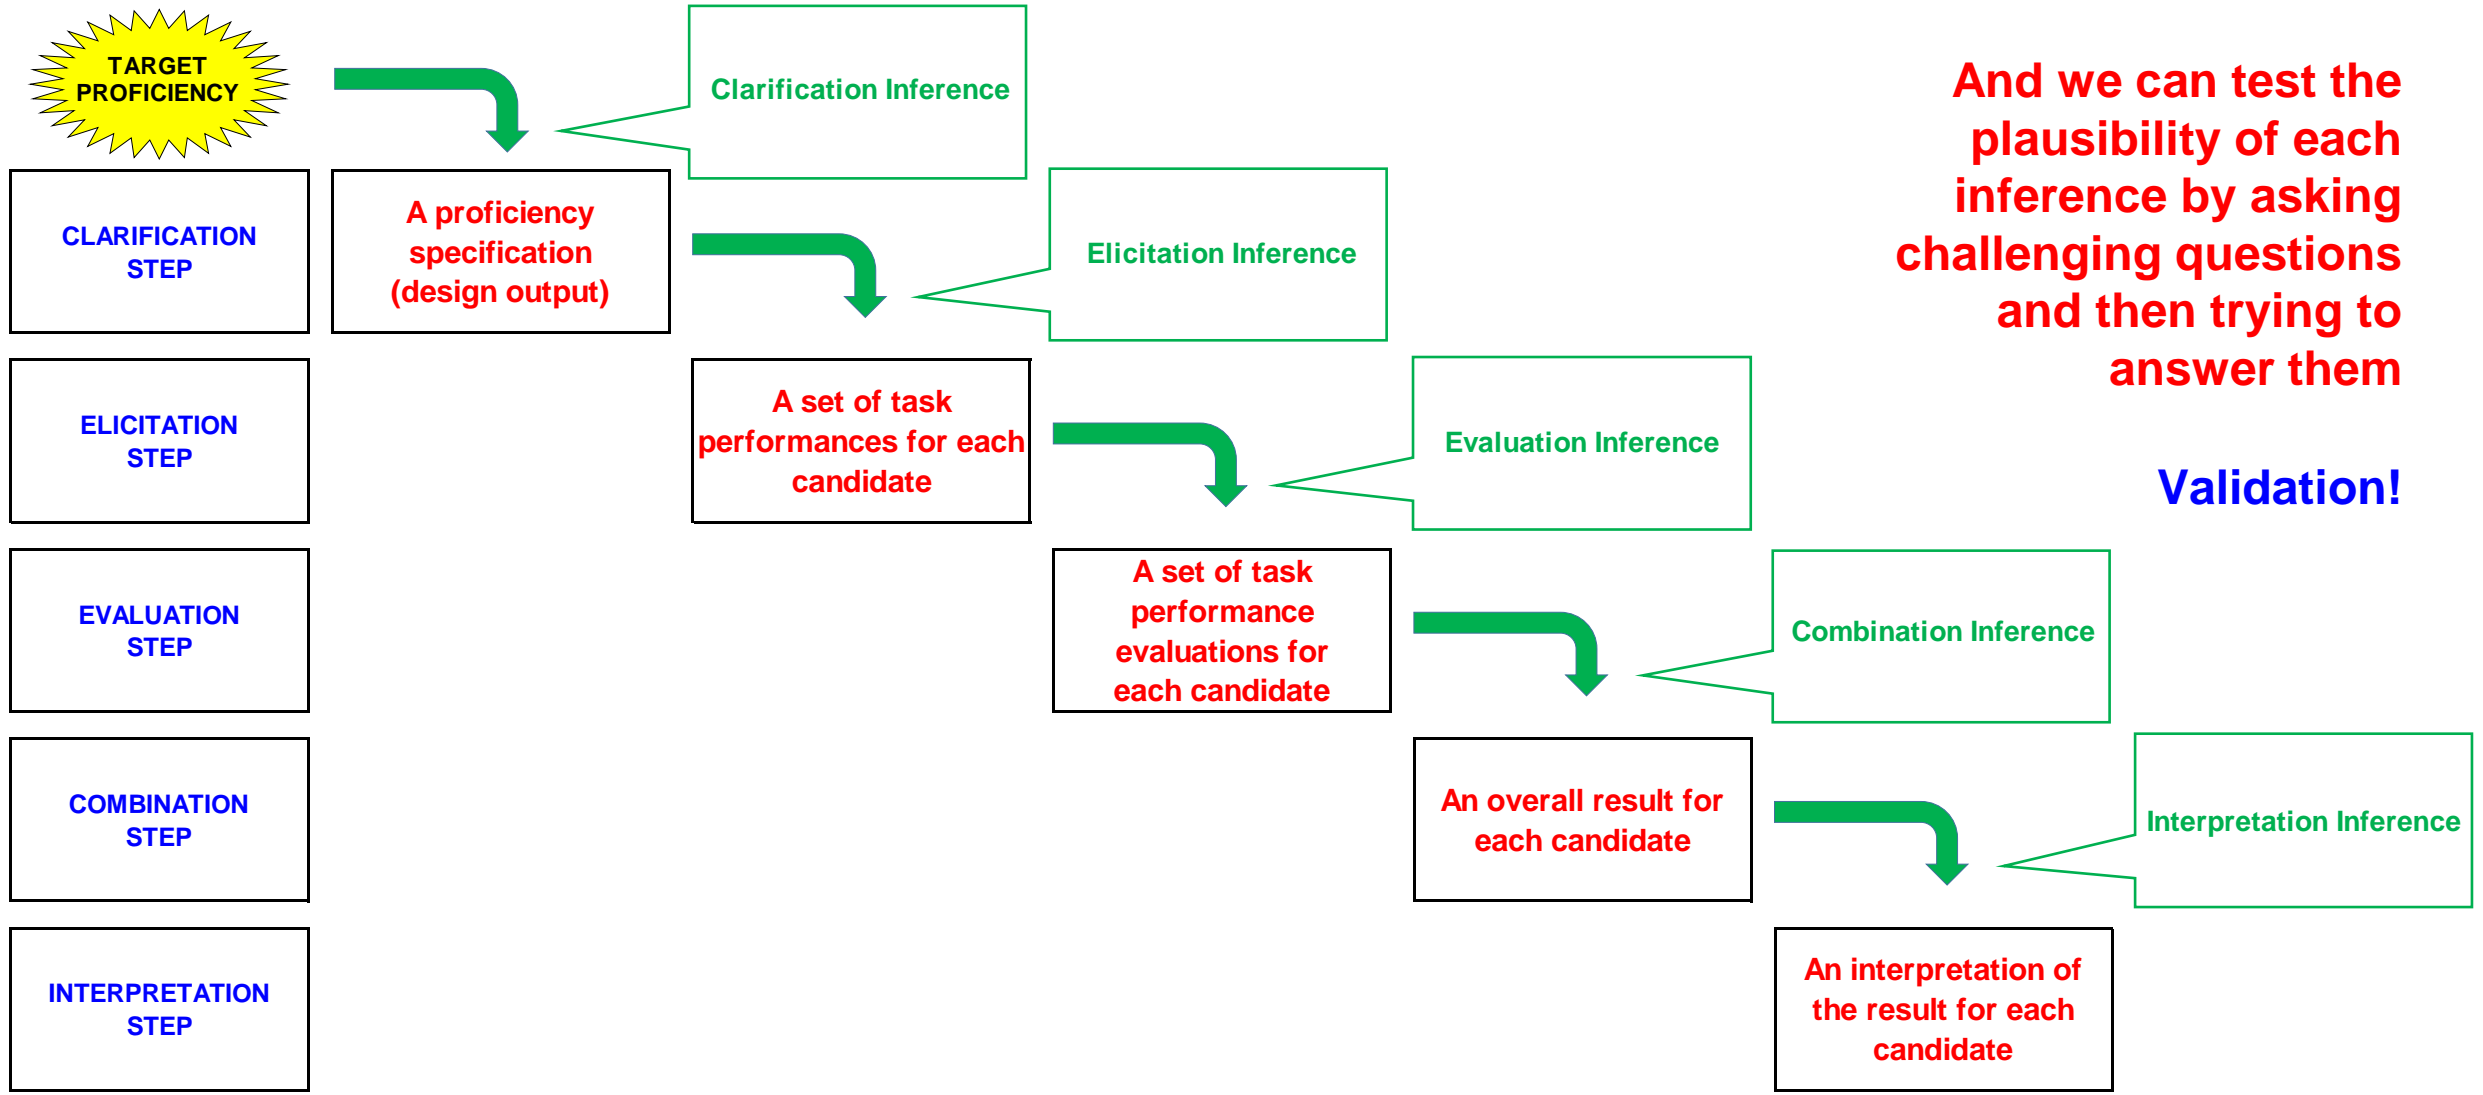 TARGET
PROFICIENCY
Clarification Inference
And we can test the
plausibility of each
inference by asking
challenging questions
and then trying to
answer them
Validation!
CLARIFICATION
STEP
A proficiency
specification
(design output)
Elicitation Inference
ELICITATION
STEP
A set of task
performances for each
candidate
Evaluation Inference
EVALUATION
STEP
A set of task
performance
evaluations for
each candidate
Combination Inference
COMBINATION
STEP
An overall result for
each candidate
Interpretation Inference
INTERPRETATION
STEP
An interpretation of
the result for each
candidate